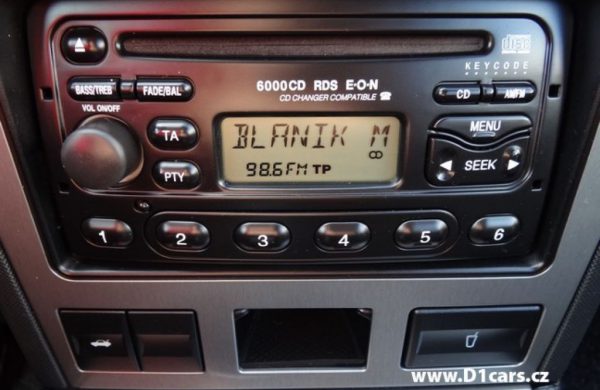 6000CD RDS E·O·N
CD CHANGER COMPATIBLE
KEYCODE
BASS/TREB
FADE/BAL
CD
AM/FM
VOL ON/OFF
TA
BLANIK M
MENU
PTY
98.6FM TP
SEEK
1 2 3 4 5 6
www.D1cars.cz